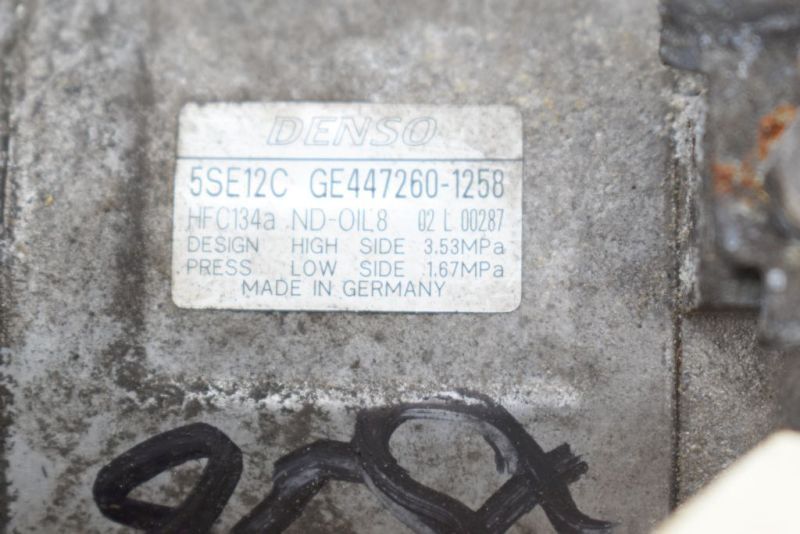 DENSO
5SE12C GE447260-1258
HFC134a ND-OIL8 02 L 00287
DESIGN HIGH SIDE 3.53MPa
PRESS LOW SIDE 1.67MPa
MADE IN GERMANY